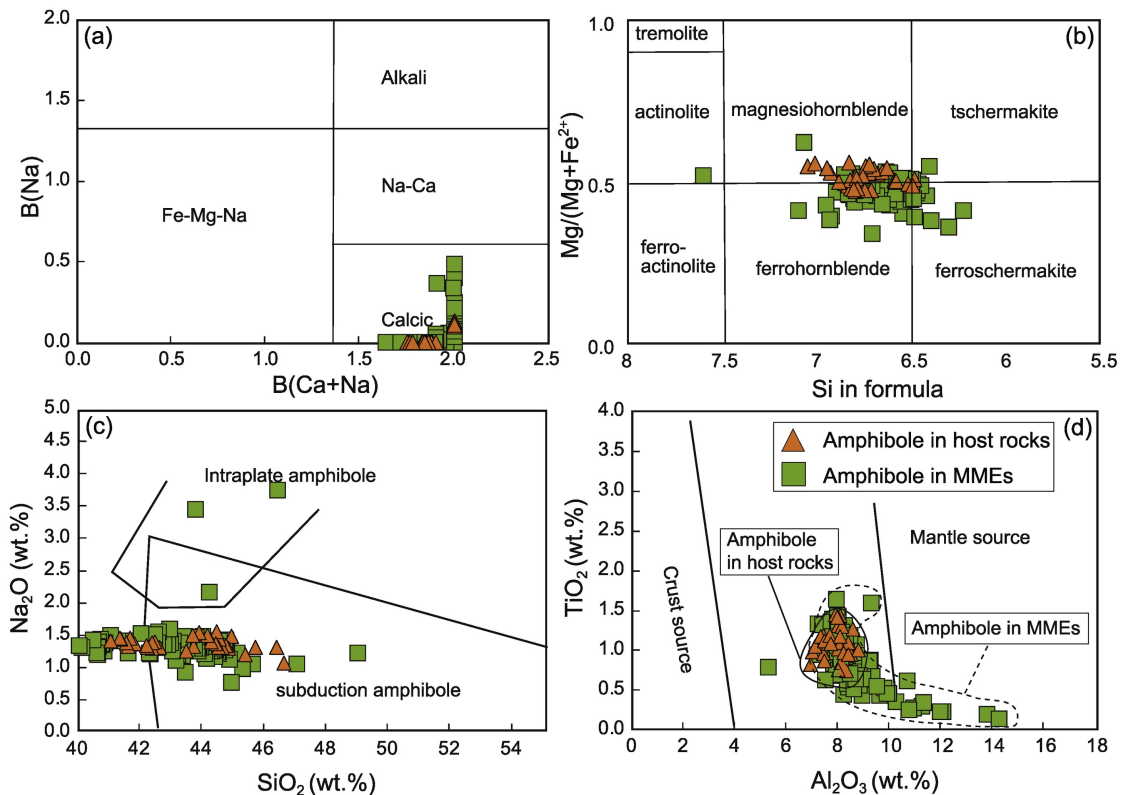 (a)
2.0
1.5
1.0
0.5
0.0
B(Na)
Alkali
Na-Ca
Fe-Mg-Na
Calcic
0.0
0.5
1.0
1.5
2.0
2.5
B(Ca+Na)
(b)
1.0
0.5
0.0
Mg/(Mg+Fe2+)
tremolite
actinolite
magnesiohornblende
tschermakite
ferro-
actinolite
ferrohornblende
ferroschermakite
8
7.5
7
6.5
6
5.5
Si in formula
(c)
5.0
4.5
4.0
3.5
3.0
2.5
2.0
1.5
1.0
0.5
0.0
Na2O (wt.%)
Intraplate amphibole
subduction amphibole
40
42
44
46
48
50
52
54
SiO2 (wt.%)
(d)
4.0
3.5
3.0
2.5
2.0
1.5
1.0
0.5
0.0
TiO2 (wt.%)
Amphibole in host rocks
Amphibole in MMEs
Amphibole
in host rocks
Mantle source
Crust source
Amphibole in MMEs
0
2
4
6
8
10
12
14
16
18
Al2O3 (wt.%)